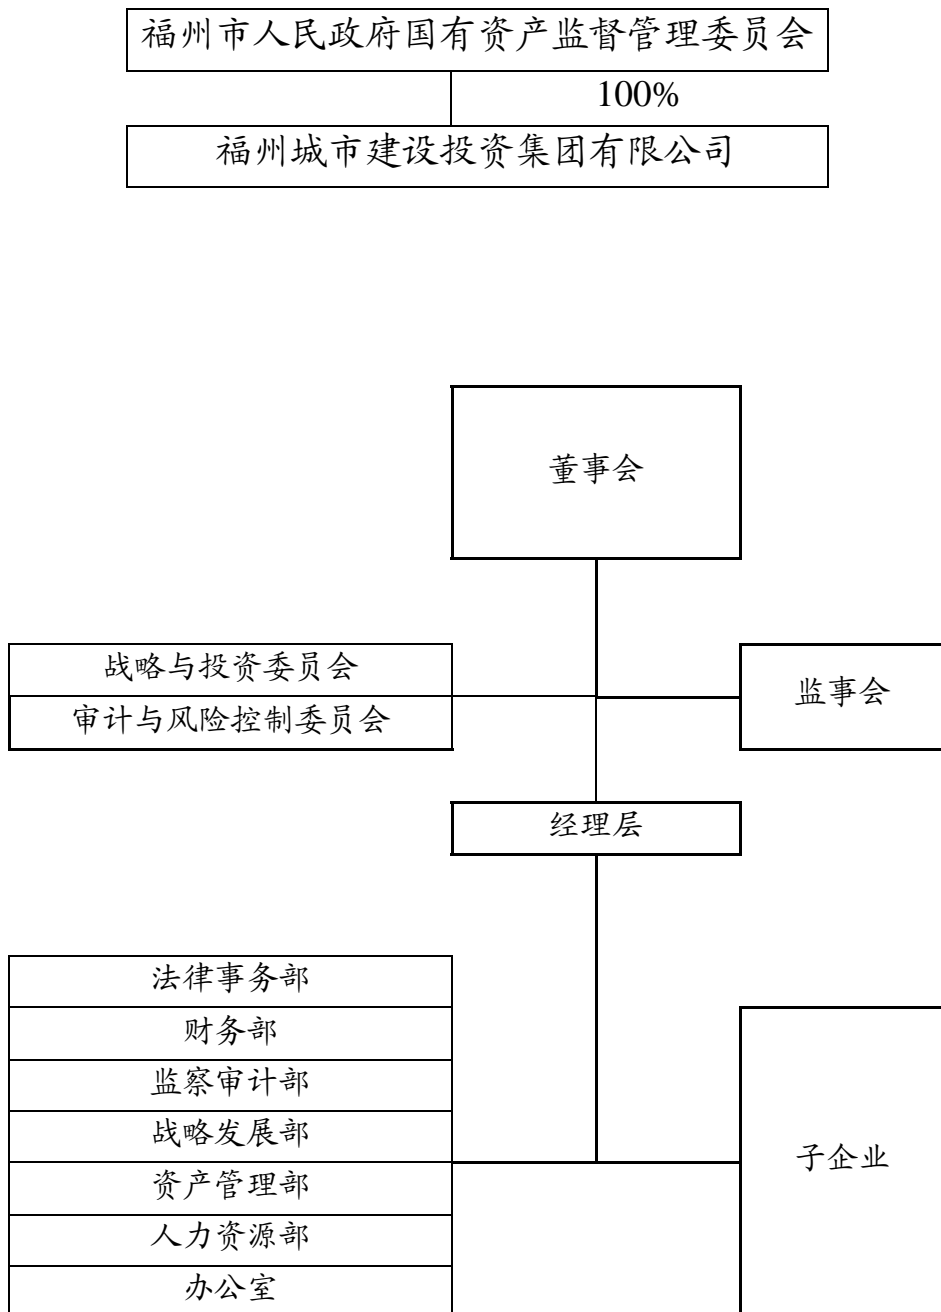 福州市人民政府国有资产监督管理委员会
100%
福州城市建设投资集团有限公司
董事会
战略与投资委员会
审计与风险控制委员会
监事会
经理层
法律事务部
财务部
监察审计部
战略发展部
资产管理部
人力资源部
办公室
子企业